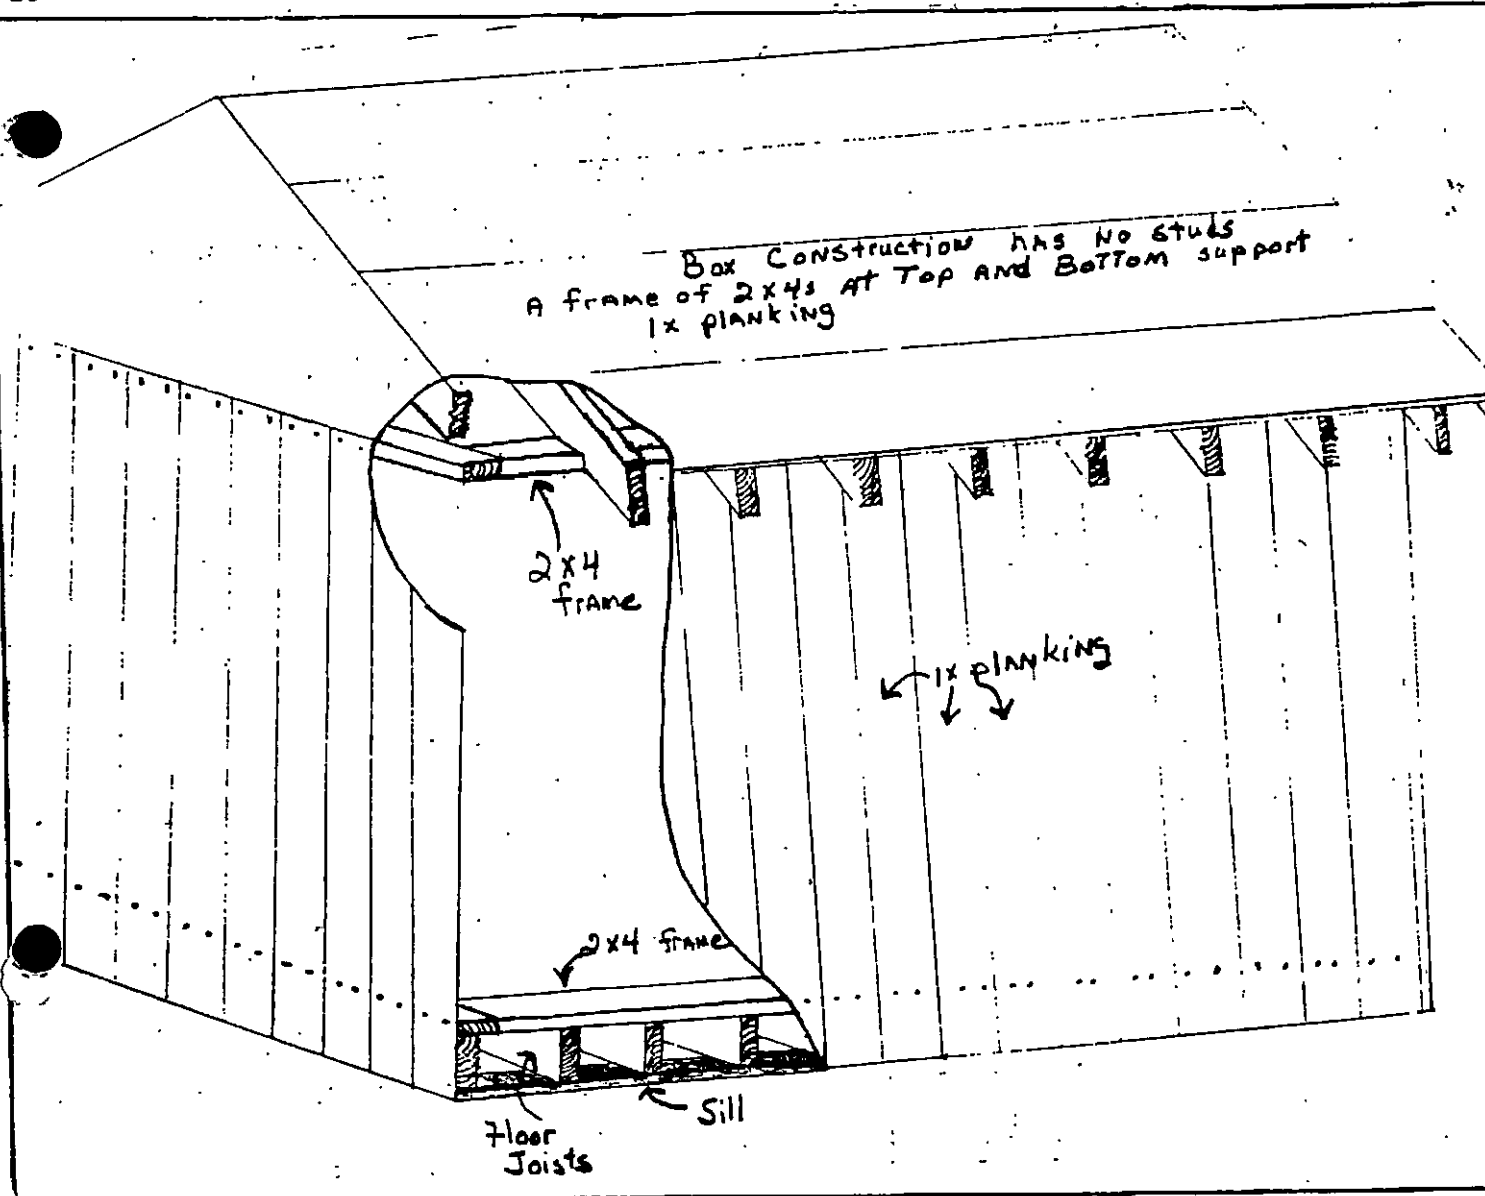 Box Construction has No studs
A frame of 2x4s At Top And Bottom support
1x planking
2x4
frame
1x planking
2x4 frame
Sill
Floor
Joists